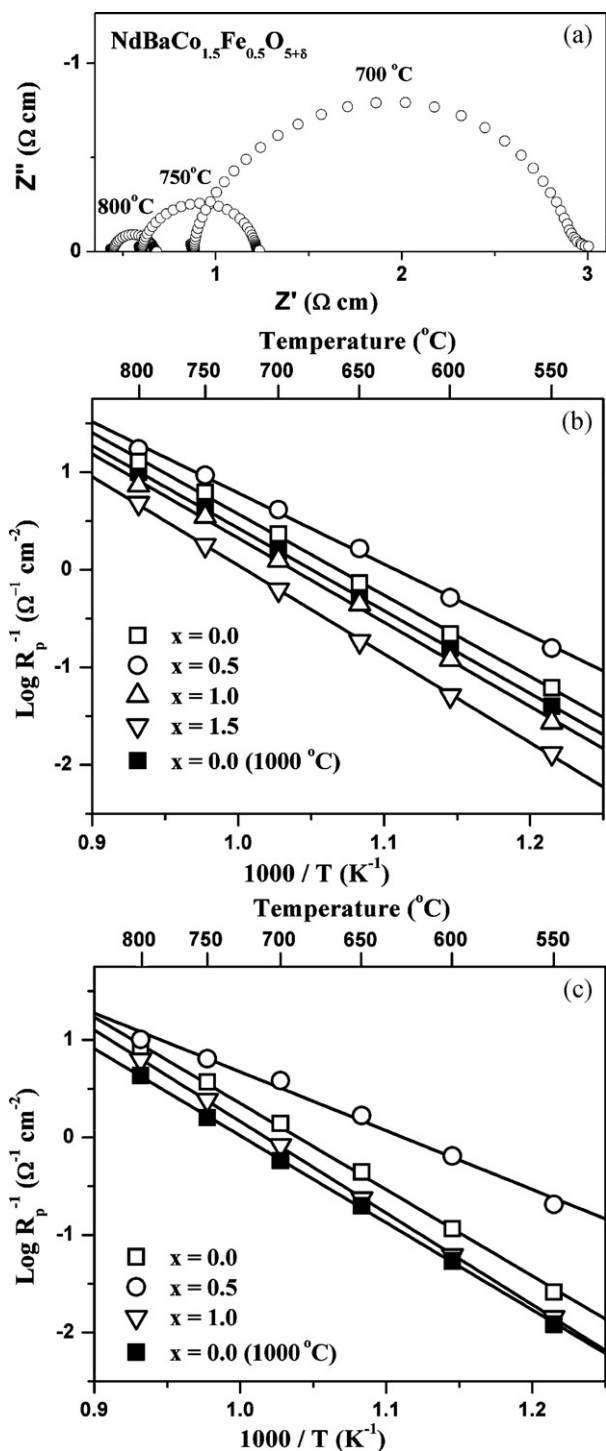 (a)
NdBaCo1.5Fe0.5O5+δ
700 °C
750°C
800°C
-1
0
Z'' (Ω cm)
1 2 3
Z' (Ω cm)
Temperature (°C)
800 750 700 650 600 550
(b)
1
0
-1
-2
Log Rp-1 (Ω-1 cm-2)
x = 0.0
x = 0.5
x = 1.0
x = 1.5
x = 0.0 (1000 °C)
0.9 1.0 1.1 1.2
1000 / T (K-1)
Temperature (°C)
800 750 700 650 600 550
(c)
1
0
-1
-2
Log Rp-1 (Ω-1 cm-2)
x = 0.0
x = 0.5
x = 1.0
x = 0.0 (1000 °C)
0.9 1.0 1.1 1.2
1000 / T (K-1)